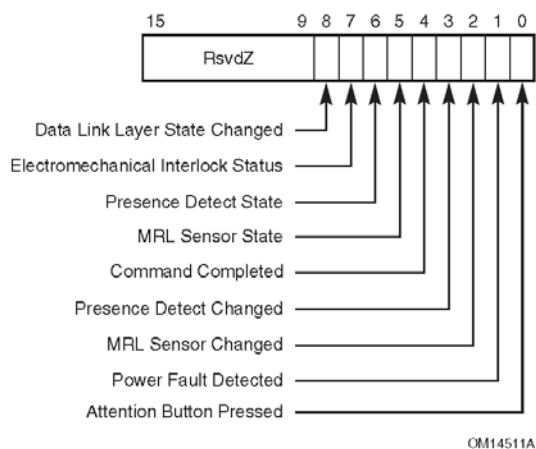 15 9 8 7 6 5 4 3 2 1 0
RsvdZ
Data Link Layer State Changed
Electromechanical Interlock Status
Presence Detect State
MRL Sensor State
Command Completed
Presence Detect Changed
MRL Sensor Changed
Power Fault Detected
Attention Button Pressed
OM14511A